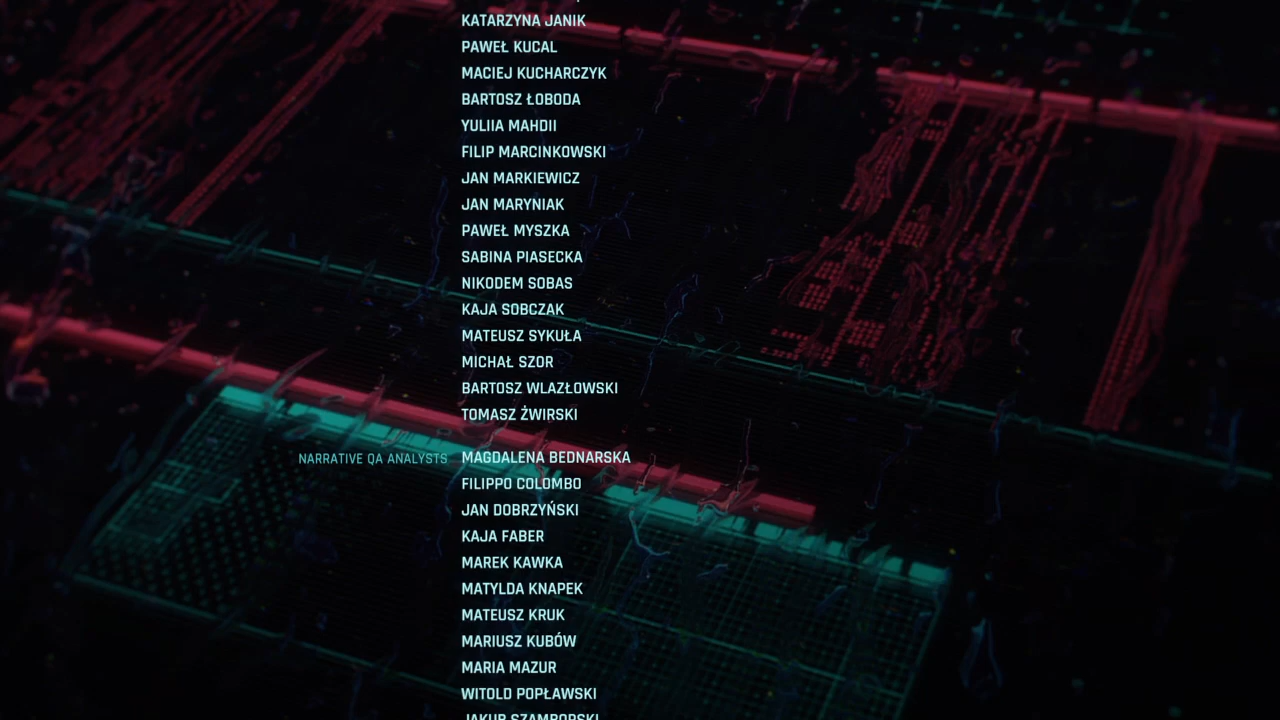 KATARZYNA JANIK
PAWEŁ KUCAL
MACIEJ KUCHARCZYK
BARTOSZ ŁOBODA
YULIIA MAHDII
FILIP MARCINKOWSKI
JAN MARKIEWICZ
JAN MARYNIAK
PAWEŁ MYSZKA
SABINA PIASECKA
NIKODEM SOBAS
KAJA SOBCZAK
MATEUSZ SYKUŁA
MICHAŁ SZOR
BARTOSZ WLAZŁOWSKI
TOMASZ ŻWIRSKI
NARRATIVE QA ANALYSTS MAGDALENA BEDNARSKA
FILIPPO COLOMBO
JAN DOBRZYŃSKI
KAJA FABER
MAREK KAWKA
MATYLDA KNAPEK
MATEUSZ KRUK
MARIUSZ KUBÓW
MARIA MAZUR
WITOLD POPŁAWSKI
JAKUB SZAMBORSKI